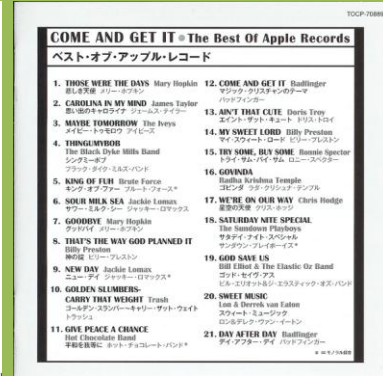 TOCP-70889
COME AND GET IT●The Best Of Apple Records
ベスト・オブ・アップル・レコード
1. THOSE WERE THE DAYS Mary Hopkin
悲しき天使 メリー・ホプキン
2. CAROLINA IN MY MIND James Taylor
思い出のキャロライナ ジェームス・テイラー
3. MAYBE TOMORROW The Iveys
メイビー・トゥモロウ アイビーズ
4. THINGUMYBOB
The Black Dyke Mills Band
シングミーボブ
ブラック・ダイク・ミルズ・バンド
5. KING OF FUH Brute Force
キング・オブ・ファー ブルート・フォース*
6. SOUR MILK SEA Jackie Lomax
サワー・ミルク・シー ジャッキー・ロマックス
7. GOODBYE Mary Hopkin
グッドバイ メリー・ホプキン
8. THAT'S THE WAY GOD PLANNED IT
Billy Preston
神の掟 ビリー・プレストン
9. NEW DAY Jackie Lomax
ニュー・デイ ジャッキー・ロマックス*
10. GOLDEN SLUMBERS-
CARRY THAT WEIGHT Trash
ゴールデン・スランバー～キャリー・ザット・ウェイト
トラッシュ
11. GIVE PEACE A CHANCE
Hot Chocolate Band
平和を我等に ホット・チョコレート・バンド*
12. COME AND GET IT Badfinger
マジック・クリスチャンのテーマ
バッドフィンガー
13. AIN'T THAT CUTE Doris Troy
エイント・ザット・キュート ドリス・トロイ
14. MY SWEET LORD Billy Preston
マイ・スウィート・ロード ビリー・プレストン
15. TRY SOME, BUY SOME Ronnie Spector
トライ・サム・バイ・サム ロニー・スペクター
16. GOVINDA
Radha Krishna Temple
ゴビンダ ラダ・クリシュナ・テンプル
17. WE'RE ON OUR WAY Chris Hodge
星空の天使 クリス・ホッジ
18. SATURDAY NITE SPECIAL
The Sundown Playboys
サタデイ・ナイト・スペシャル
サンダウン・プレイボーイズ*
19. GOD SAVE US
Bill Elliot & The Elastic Oz Band
ゴッド・セイヴ・アス
ビル・エリオット&ジ・エラスティック・オズ・バンド
20. SWEET MUSIC
Lon & Derrek van Eaton
スウィート・ミュージック
ロン&デレク・ヴァン・イートン
21. DAY AFTER DAY Badfinger
デイ・アフター・デイ バッドフィンガー